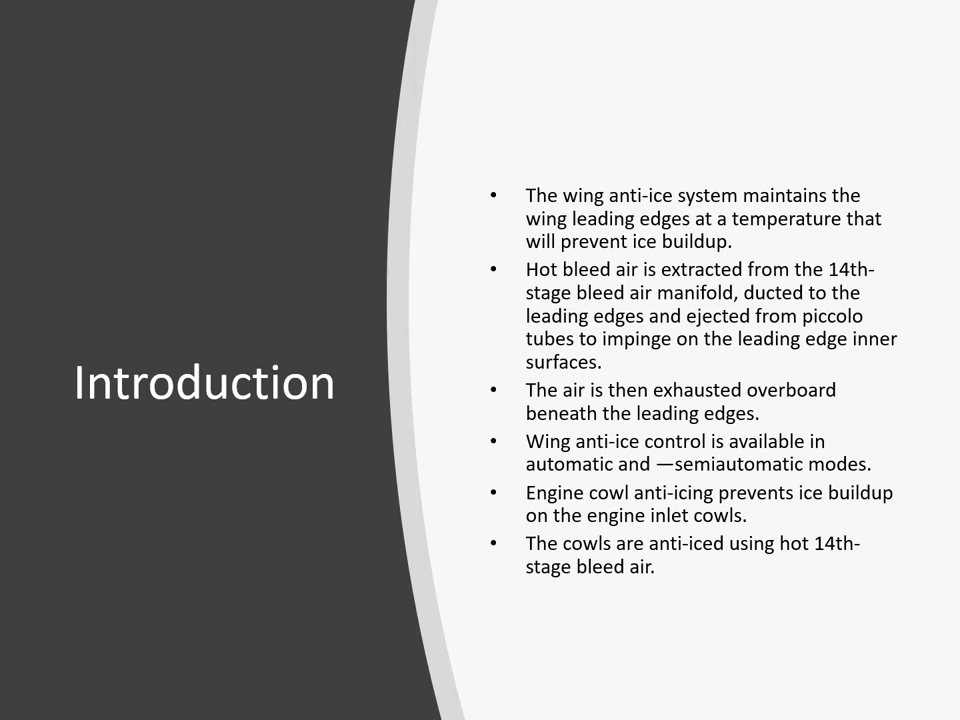 Introduction
• The wing anti-ice system maintains the
wing leading edges at a temperature that
will prevent ice buildup.
• Hot bleed air is extracted from the 14th-
stage bleed air manifold, ducted to the
leading edges and ejected from piccolo
tubes to impinge on the leading edge inner
surfaces.
• The air is then exhausted overboard
beneath the leading edges.
• Wing anti-ice control is available in
automatic and —semiautomatic modes.
• Engine cowl anti-icing prevents ice buildup
on the engine inlet cowls.
• The cowls are anti-iced using hot 14th-
stage bleed air.